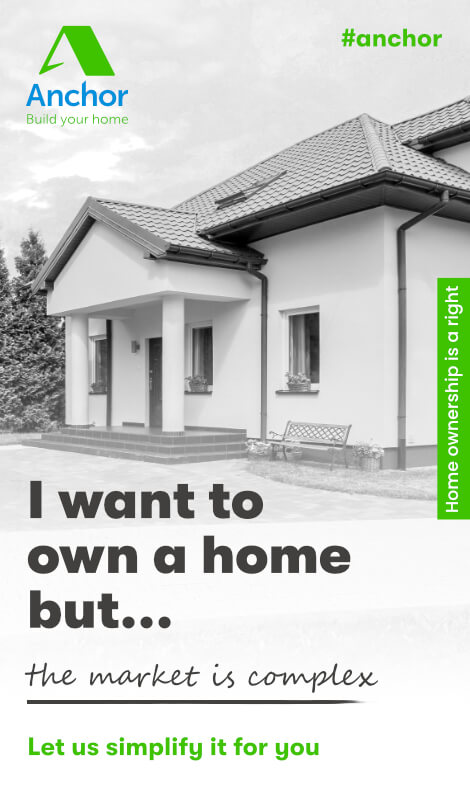 #anchor
Anchor
Build your home
Home ownership is a right
I want to
own a home
but...
the market is complex
Let us simplify it for you